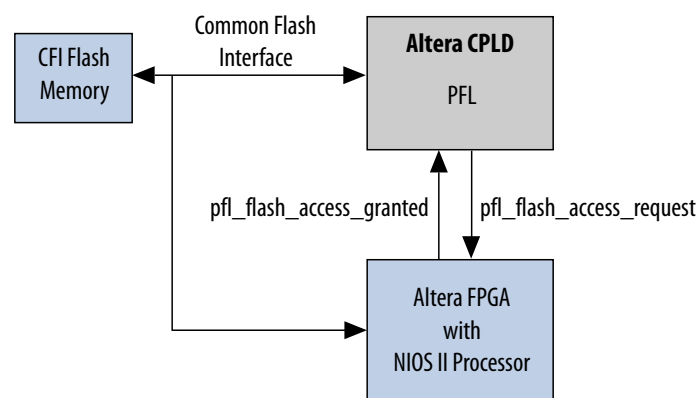 CFI Flash
Memory
Common Flash
Interface
Altera CPLD
PFL
pfl_flash_access_granted
pfl_flash_access_request
Altera FPGA
with
NIOS II Processor